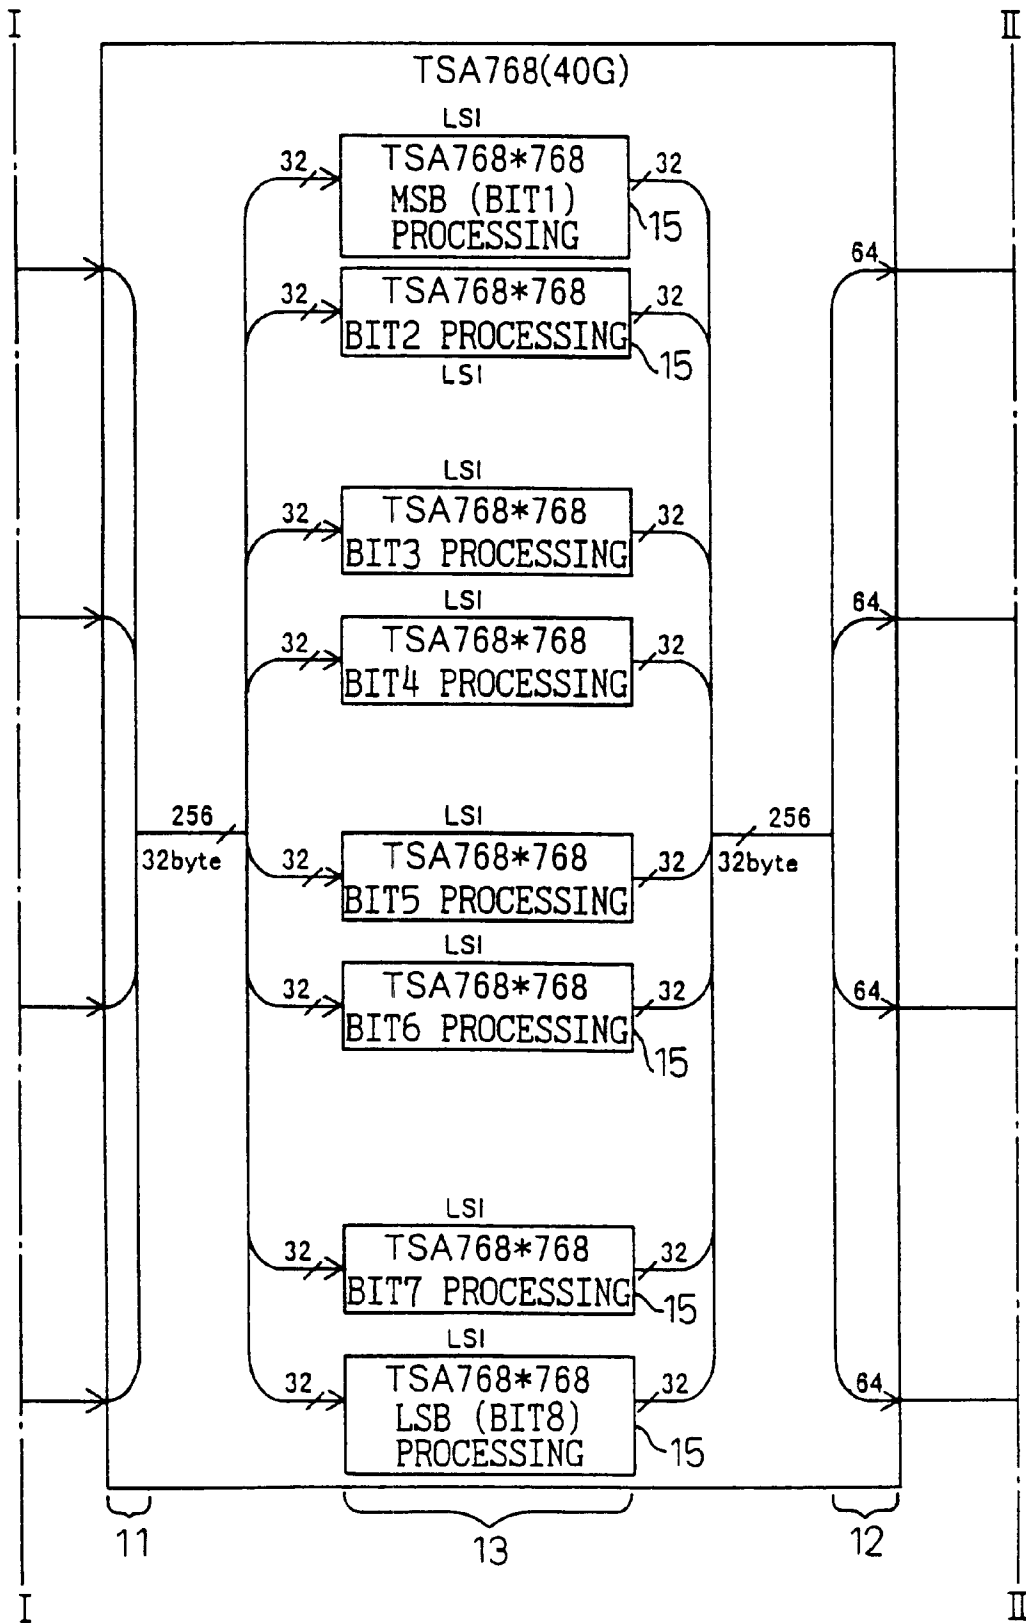 I
II
TSA768(40G)
LSI
32
TSA768*768
32
MSB (BIT1)
PROCESSING
15
64
32
TSA768*768
32
BIT2 PROCESSING
15
LSI
LSI
32
TSA768*768
32
BIT3 PROCESSING
LSI
64
32
TSA768*768
32
BIT4 PROCESSING
256
LSI
256
32byte
32
TSA768*768
32
32byte
BIT5 PROCESSING
LSI
32
TSA768*768
32
64
BIT6 PROCESSING
15
LSI
32
TSA768*768
32
BIT7 PROCESSING
15
LSI
32
TSA768*768
32
64
LSB (BIT8)
PROCESSING
15
11
13
12
I
II